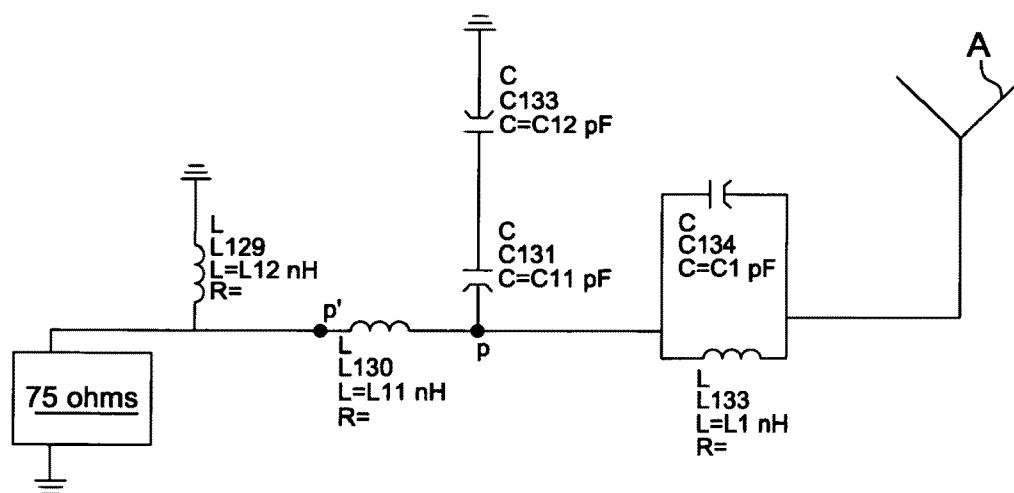 A
C
C133
C=C12 pF
L
L129
L=L12 nH
R=
C
C131
C=C11 pF
C
C134
C=C1 pF
p'
p
L
L130
L=L11 nH
R=
75 ohms
L
L133
L=L1 nH
R=